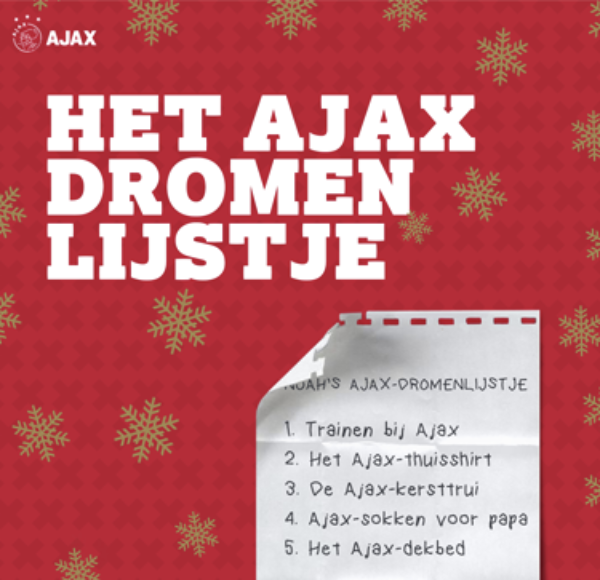 AJAX
HET AJAX
DROMEN
LIJSTJE
NOAH'S AJAX-DROMENLIJSTJE
1. Trainen bij Ajax
2. Het Ajax-thuisshirt
3. De Ajax-kersttrui
4. Ajax-sokken voor papa
5. Het Ajax-dekbed